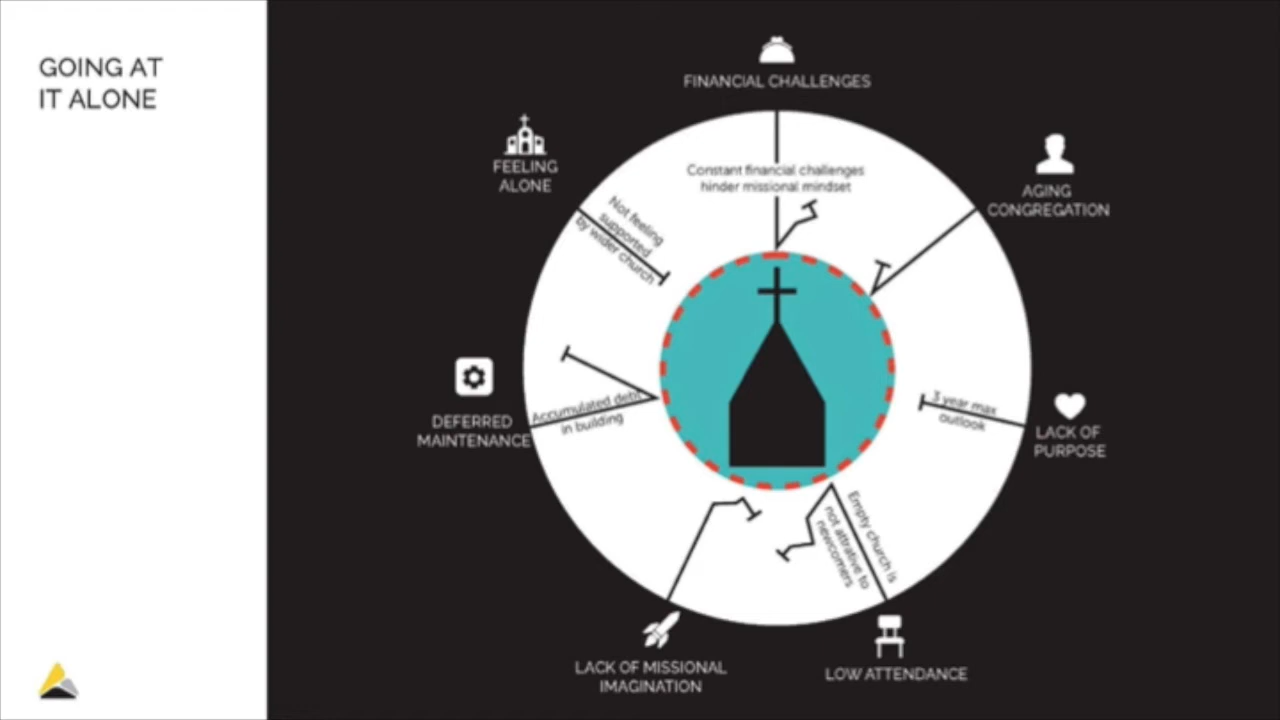 GOING AT
IT ALONE
FINANCIAL CHALLENGES
Constant financial challenges
hinder missional mindset
AGING
CONGREGATION
3 year max
outlook
LACK OF
PURPOSE
Empty church is
not attrative to
newcomers
LOW ATTENDANCE
LACK OF MISSIONAL
IMAGINATION
Accumulated debt
in building
DEFERRED
MAINTENANCE
Not feeling
supported
by wider church
FEELING
ALONE